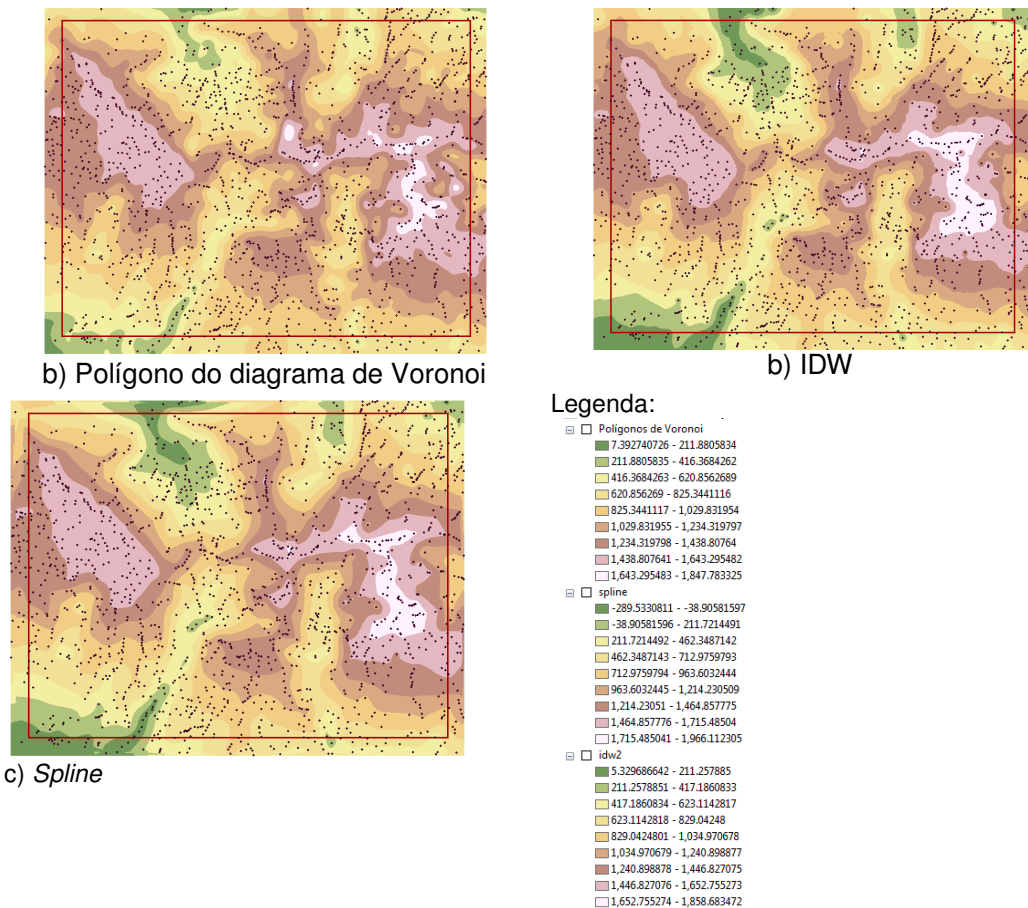 b) Polígono do diagrama de Voronoi
b) IDW
c) Spline
Legenda:
Polígonos de Voronoi
7.392740726 - 211.8805834
211.8805835 - 416.3684262
416.3684263 - 620.8562689
620.856269 - 825.3441116
825.3441117 - 1,029.831954
1,029.831955 - 1,234.319797
1,234.319798 - 1,438.80764
1,438.807641 - 1,643.295482
1,643.295483 - 1,847.783325
spline
-289.5330811 - -38.90581597
-38.90581596 - 211.7214491
211.7214492 - 462.3487142
462.3487143 - 712.9759793
712.9759794 - 963.6032444
963.6032445 - 1,214.230509
1,214.23051 - 1,464.857775
1,464.857776 - 1,715.48504
1,715.485041 - 1,966.112305
idw2
5.329686642 - 211.257885
211.2578851 - 417.1860833
417.1860834 - 623.1142817
623.1142818 - 829.04248
829.0424801 - 1,034.970678
1,034.970679 - 1,240.898877
1,240.898878 - 1,446.827075
1,446.827076 - 1,652.755273
1,652.755274 - 1,858.683472